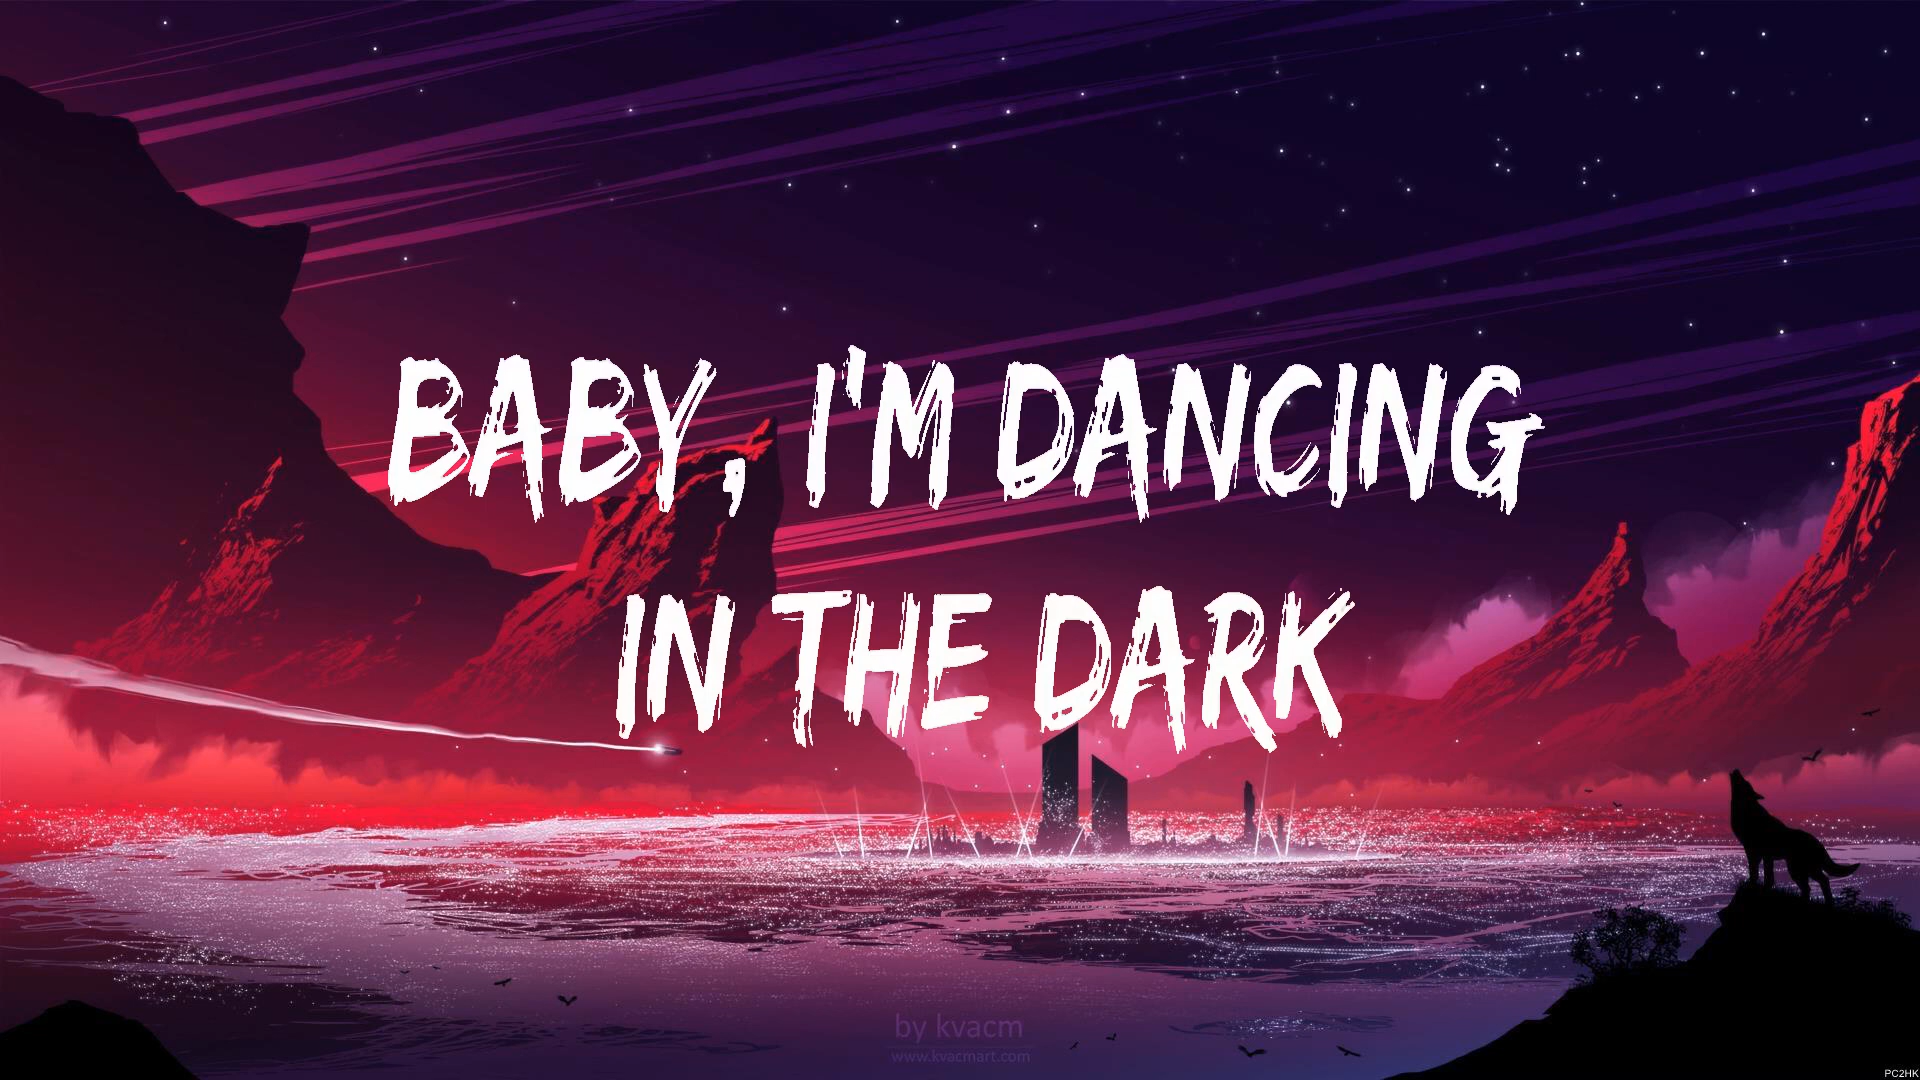 BABY, I'M DANCING
IN THE DARK
by kvacm
www.kvacmart.com
PC2HK